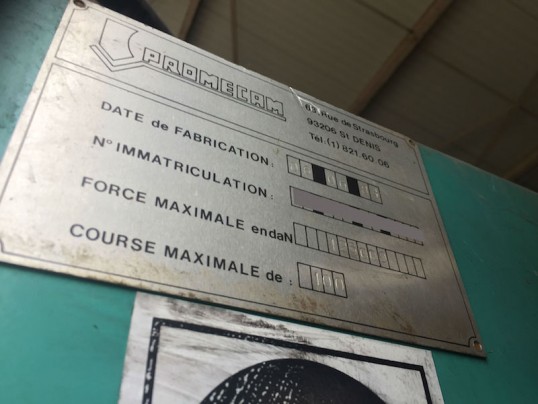 PROMECAM
63 Rue de Strasbourg
93206 St DENIS
Tél.(1) 821.60.06
DATE de FABRICATION :
N° IMMATRICULATION :
FORCE MAXIMALE endaN
COURSE MAXIMALE de :